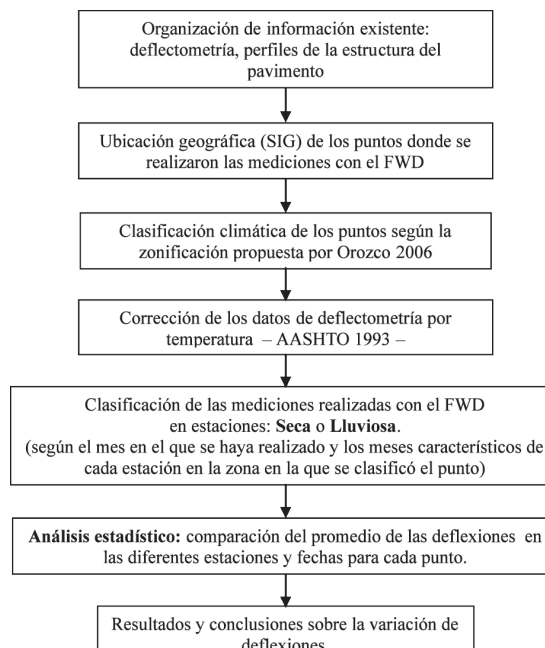 Organización de información existente:
deflectometría, perfiles de la estructura del
pavimento
Ubicación geográfica (SIG) de los puntos donde se
realizaron las mediciones con el FWD
Clasificación climática de los puntos según la
zonificación propuesta por Orozco 2006
Corrección de los datos de deflectometría por
temperatura – AASHTO 1993 –
Clasificación de las mediciones realizadas con el FWD
en estaciones: Seca o Lluviosa.
(según el mes en el que se haya realizado y los meses característicos de
cada estación en la zona en la que se clasificó el punto)
Análisis estadístico: comparación del promedio de las deflexiones en
las diferentes estaciones y fechas para cada punto.
Resultados y conclusiones sobre la variación de
deflexiones